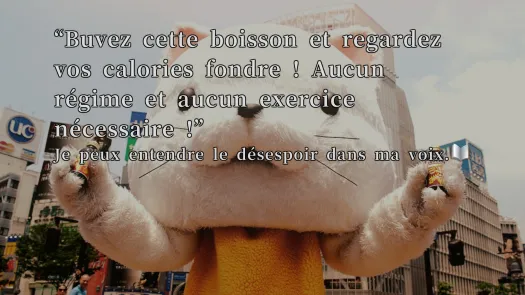 “Buvez cette boisson et regardez
vos calories fondre ! Aucun
régime et aucun exercice
nécessaire !”
Je peux entendre le désespoir dans ma voix.
UC